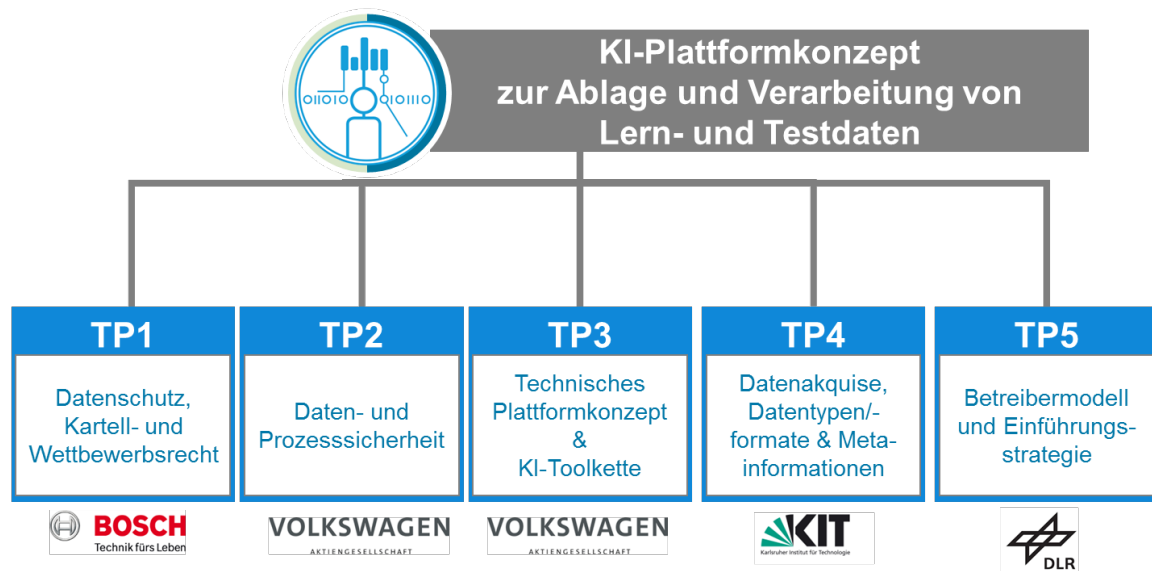 KI-Plattformkonzept
zur Ablage und Verarbeitung von
Lern- und Testdaten
011010
010110
TP1
Datenschutz,
Kartell- und
Wettbewerbsrecht
BOSCH
Technik fürs Leben
TP2
Daten- und
Prozesssicherheit
VOLKSWAGEN
AKTIENGESELLSCHAFT
TP3
Technisches
Plattformkonzept
&
KI-Toolkette
VOLKSWAGEN
AKTIENGESELLSCHAFT
TP4
Datenakquise,
Datentypen/-
formate & Meta-
informationen
KIT
Karlsruher Institut für Technologie
TP5
Betreibermodell
und Einführungs-
strategie
DLR